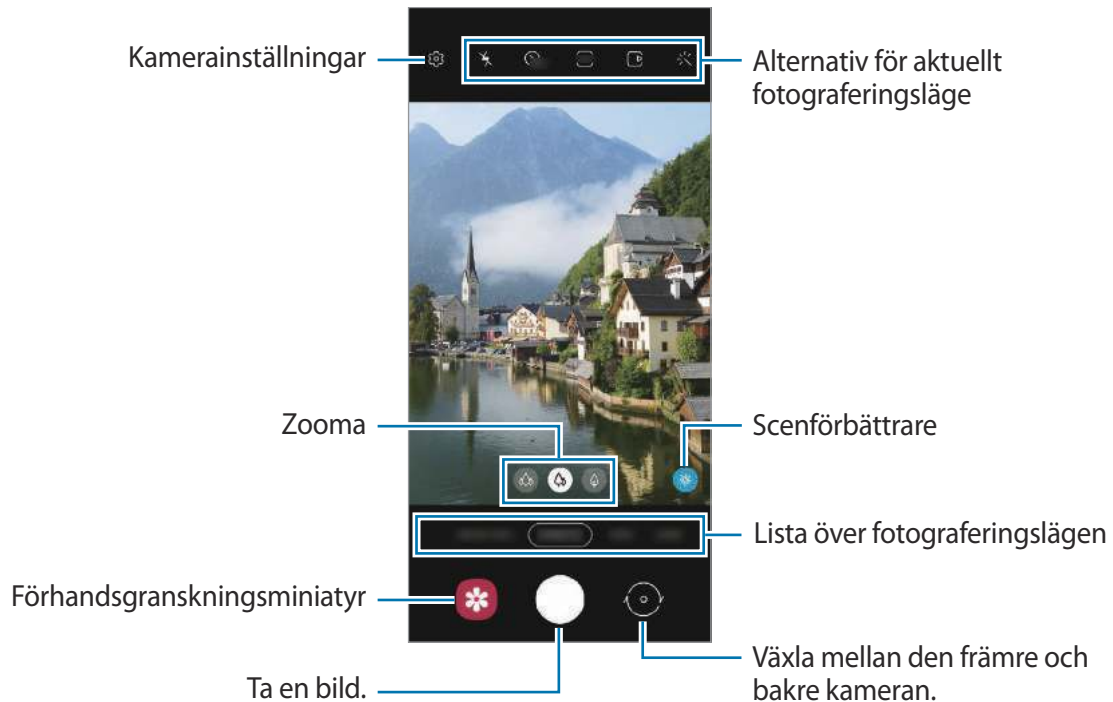 Kamerainställningar
Alternativ för aktuellt
fotograferingsläge
Zooma
Scenförbättrare
Lista över fotograferingslägen
Förhandsgranskningsminiatyr
Ta en bild.
Växla mellan den främre och
bakre kameran.